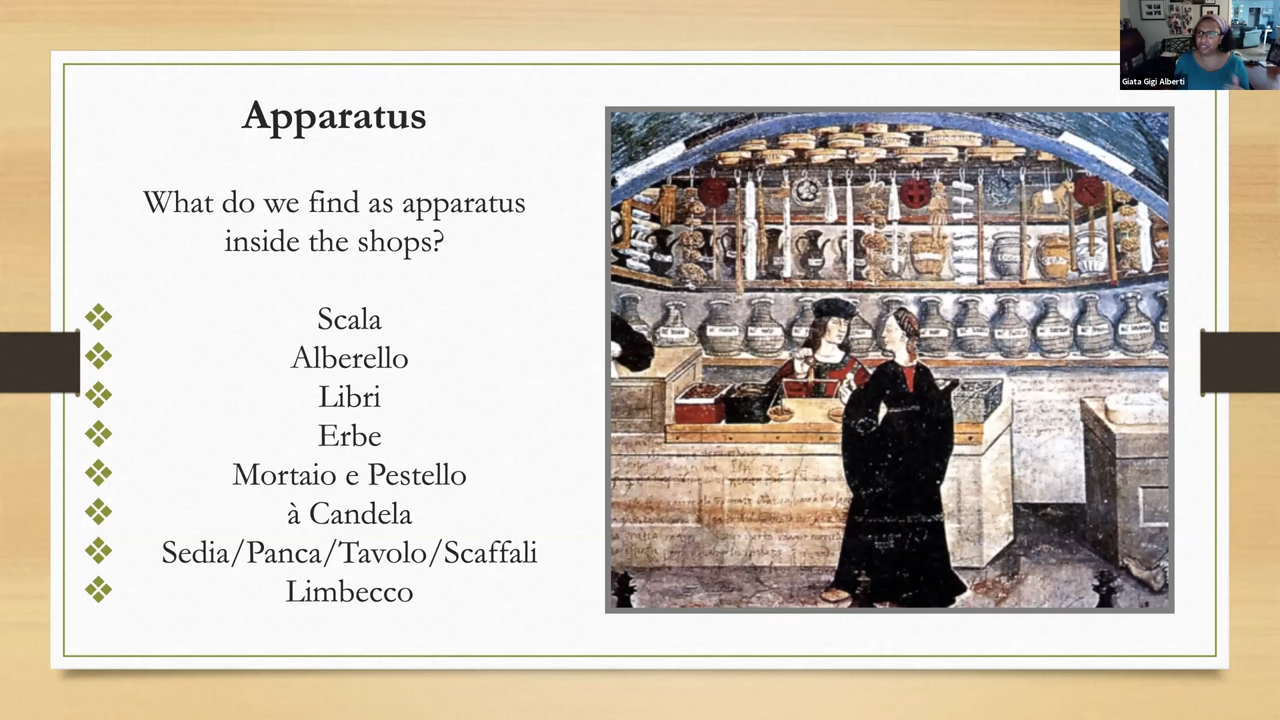 Apparatus
What do we find as apparatus
inside the shops?
Scala
Alberello
Libri
Erbe
Mortaio e Pestello
à Candela
Sedia/Panca/Tavolo/Scaffali
Limbecco
Giata Gigi Alberti